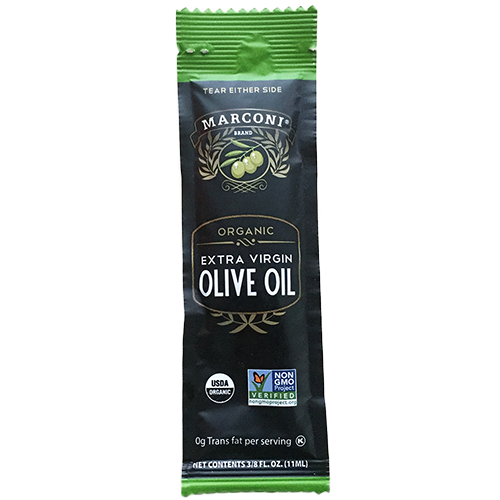 TEAR EITHER SIDE
MARCONI®
BRAND
ORGANIC
EXTRA VIRGIN
OLIVE OIL
USDA
ORGANIC
NON
GMO
Project
VERIFIED
nongmoproject.org
0g Trans fat per serving K
NET CONTENTS 3/8 FL. OZ. (11ML)